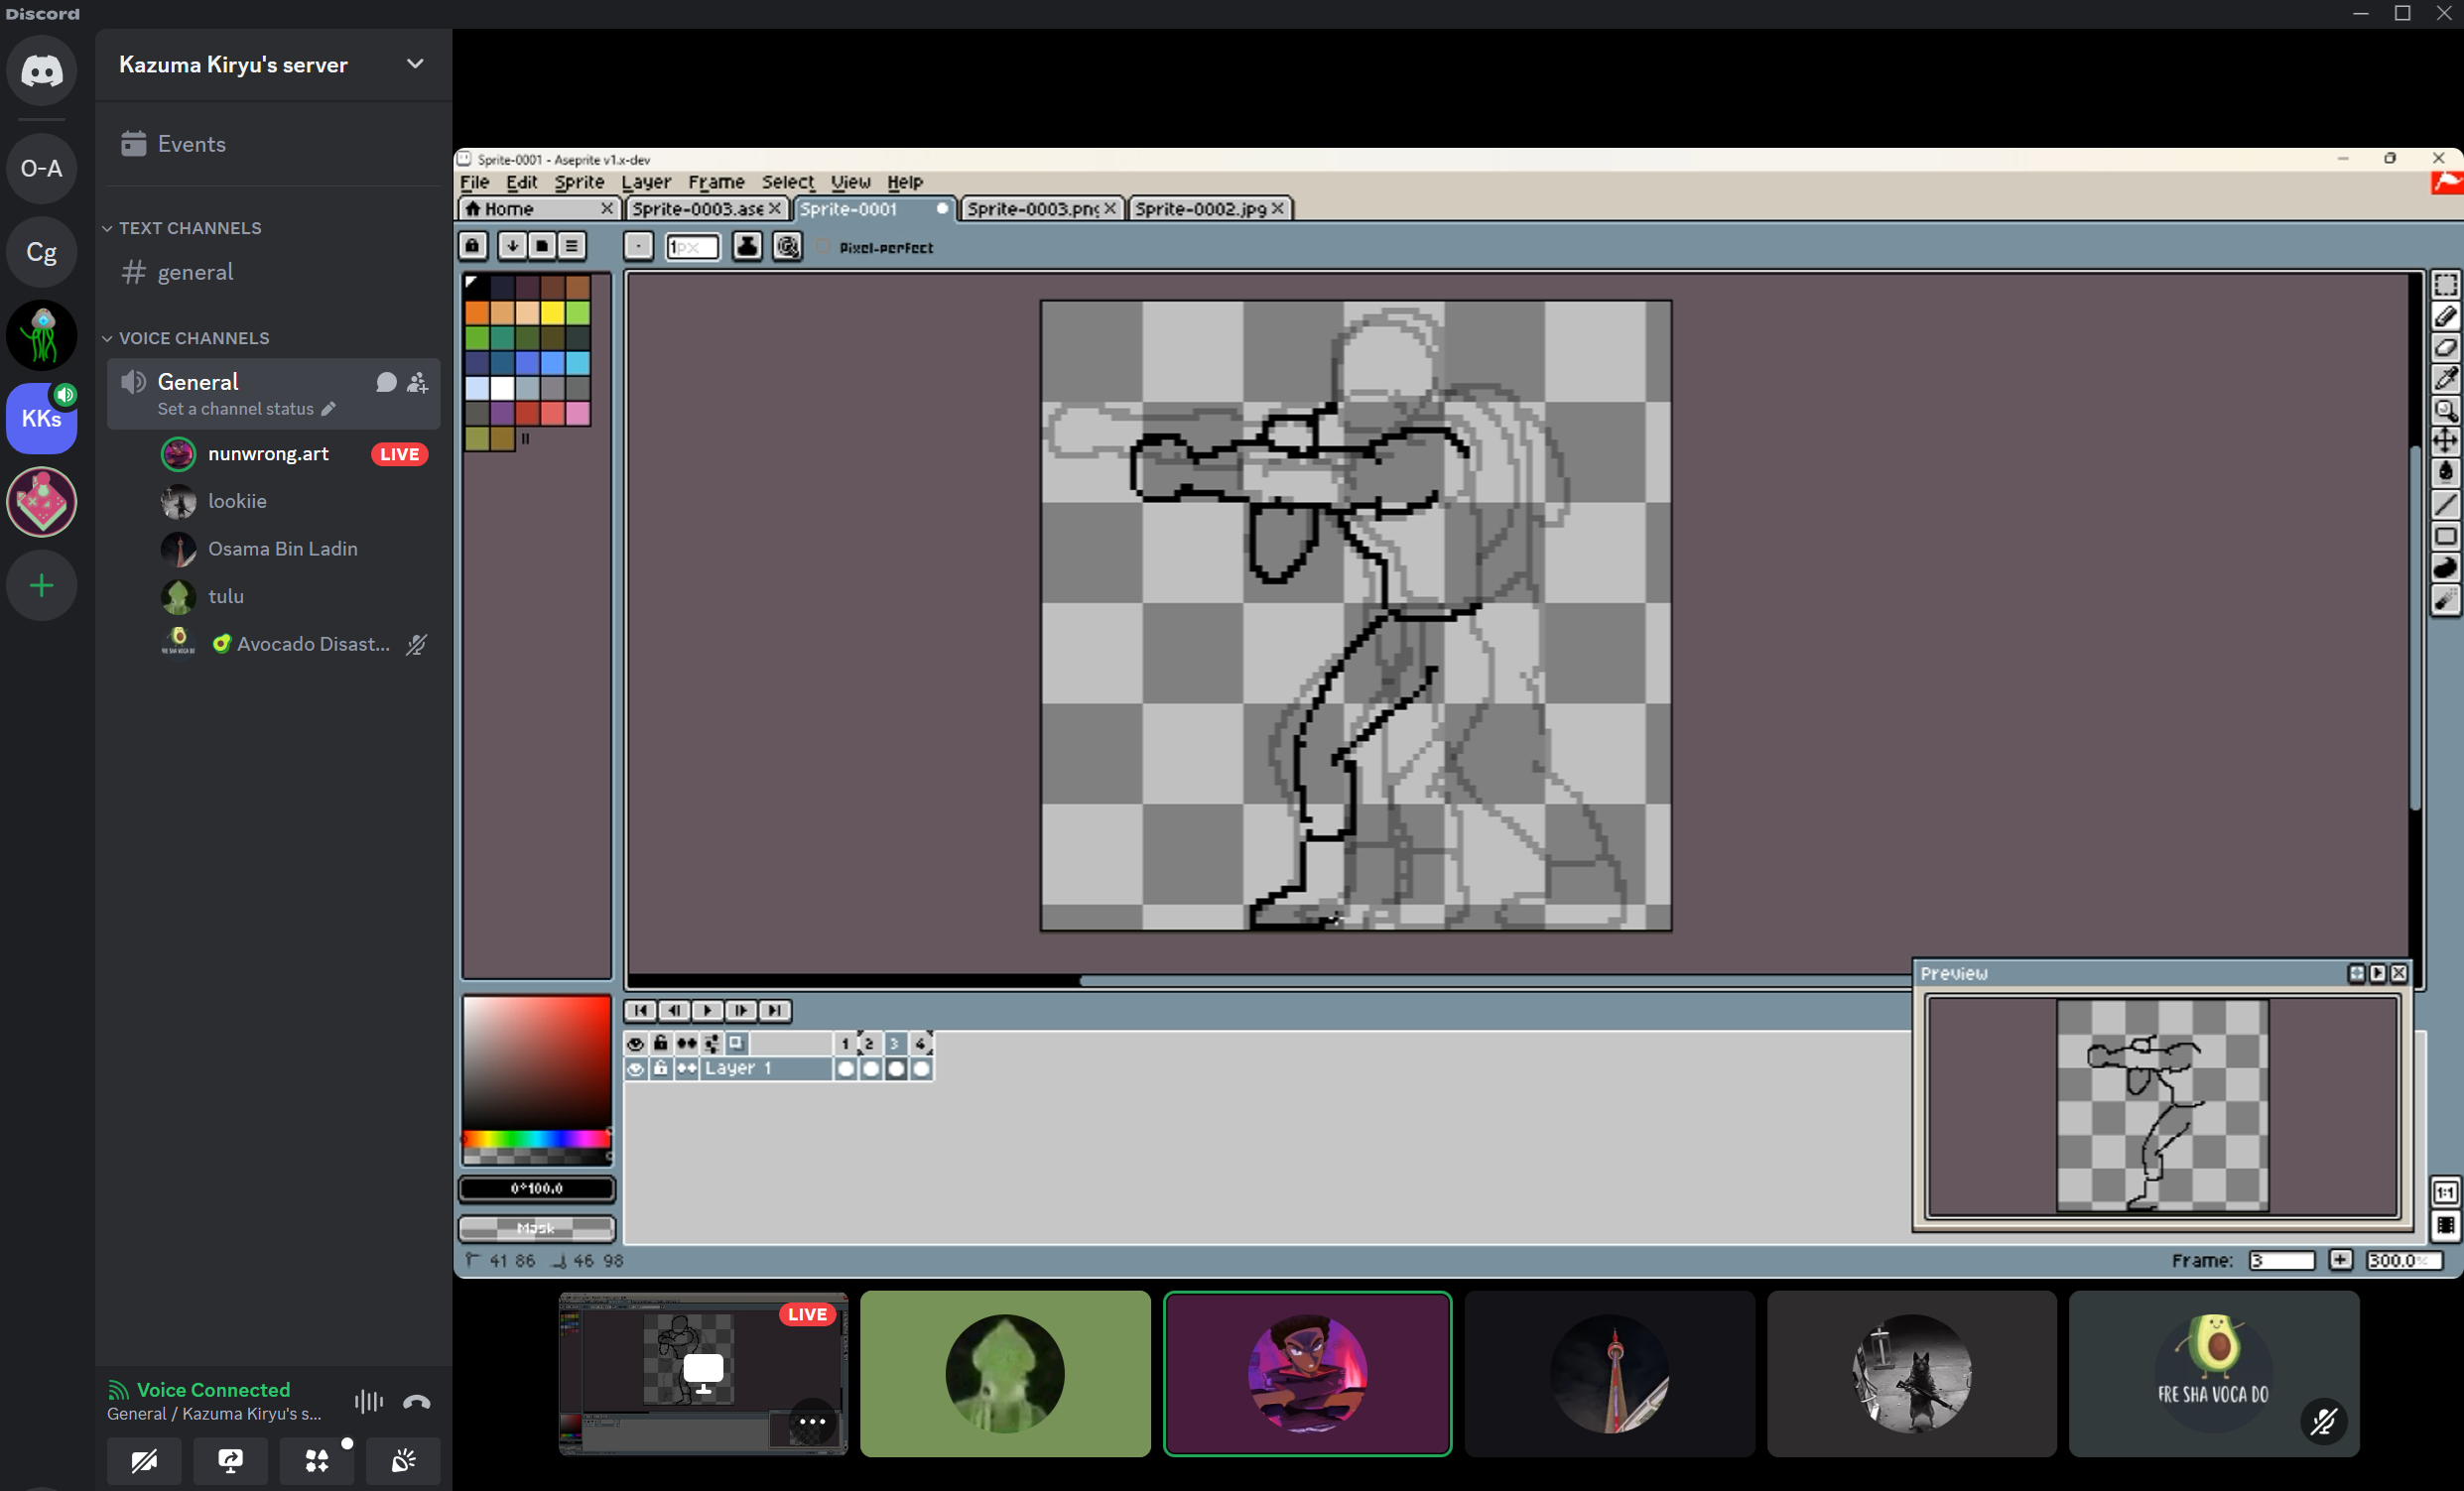 Discord
Kazuma Kiryu's server
Events
TEXT CHANNELS
general
VOICE CHANNELS
General
Set a channel status
nunwrong.art
LIVE
lookiie
Osama Bin Ladin
tulu
Avocado Disast...
O-A
Cg
KKs
Voice Connected
General / Kazuma Kiryu's s...
Sprite-0001 - Aseprite v1.x-dev
File Edit Sprite Layer Frame Select View Help
Home
Sprite-0003.ase
Sprite-0001
Sprite-0003.png
Sprite-0002.jpg
1px
Pixel-perfect
1 2 3 4
Layer 1
Preview
0°100.0
Mask
41 86 46 98
1:1
Frame: 3
300.0
LIVE
FRE SHA VOCA DO